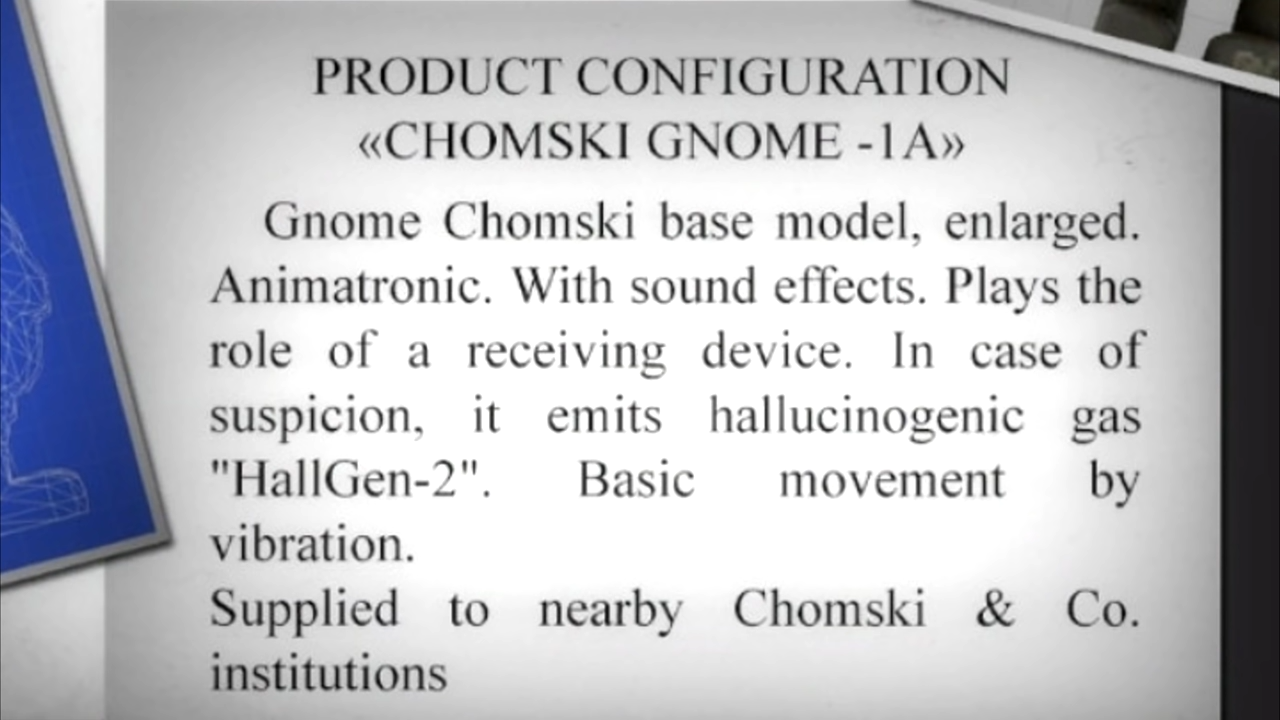 PRODUCT CONFIGURATION
«CHOMSKI GNOME -1A»
Gnome Chomski base model, enlarged.
Animatronic. With sound effects. Plays the
role of a receiving device. In case of
suspicion, it emits hallucinogenic gas
"HallGen-2". Basic movement by
vibration.
Supplied to nearby Chomski & Co.
institutions